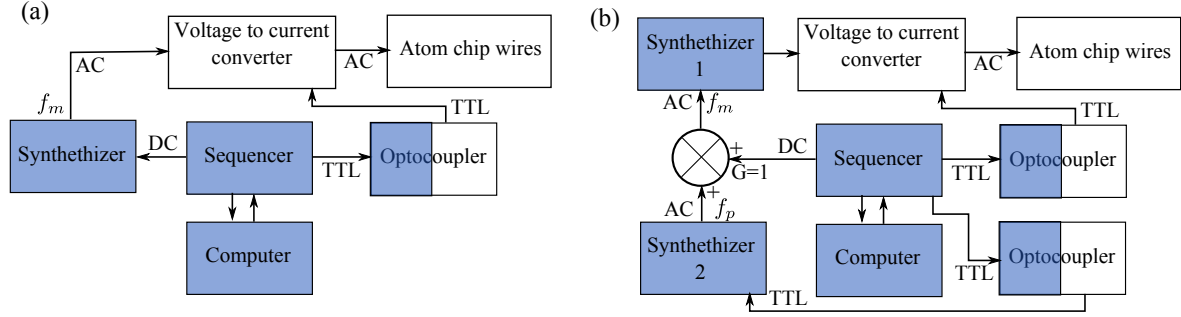 (a)
Voltage to current
converter
Atom chip wires
AC
AC
f_m
TTL
Synthethizer
DC
Sequencer
TTL
Optocoupler
Computer
(b)
Synthethizer
1
Voltage to current
converter
Atom chip wires
AC
AC
f_m
TTL
+
DC
G=1
Sequencer
TTL
Optocoupler
+
AC
f_p
Synthethizer
2
Computer
TTL
Optocoupler
TTL